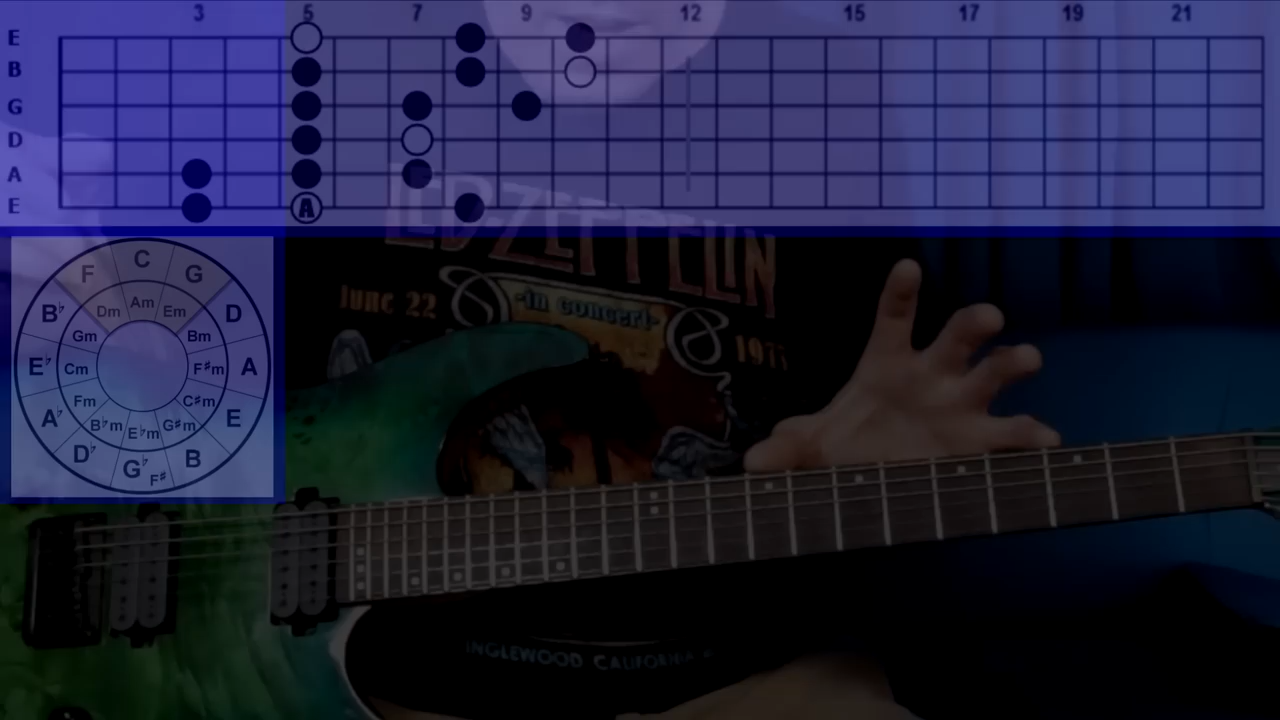 3 5 7 9 12 15 17 19 21
E
B
G
D
A
E A
C
F G
B♭ Dm Am Em D
Gm Bm
E♭ Cm F♯m A
Fm C♯m
A♭ B♭m E♭m G♯m E
D♭ G♭ F♯ B
LED ZEPPELIN
June 22 -in concert- 1977
INGLEWOOD CALIFORNIA